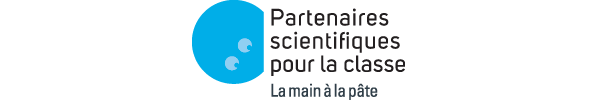 Partenaires
scientifiques
pour la classe
La main à la pâte